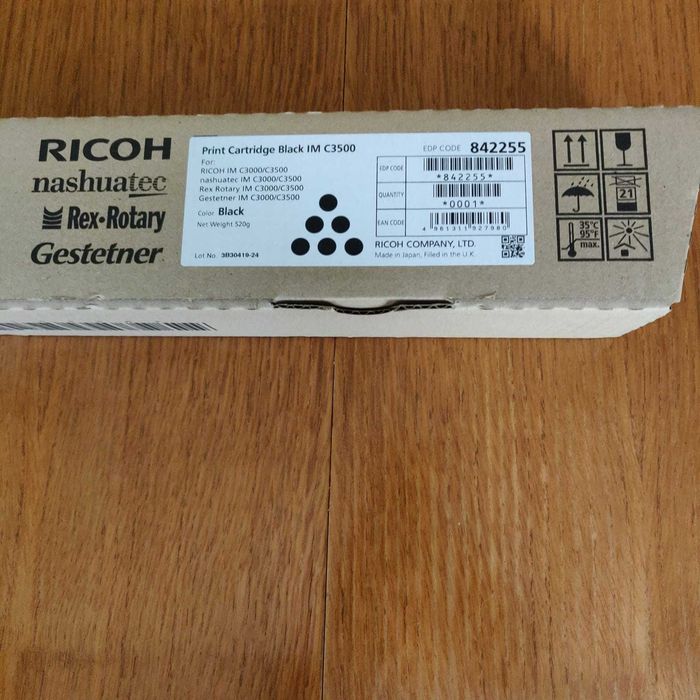 RICOH
nashuatec
Rex-Rotary
Gestetner
Print Cartridge Black IM C3500
For:
RICOH IM C3000/C3500
nashuatec IM C3000/C3500
Rex Rotary IM C3000/C3500
Gestetner IM C3000/C3500
Color Black
Net Weight 520g
Lot No. 3B30419-24
EDP CODE 842255
EDP CODE
*842255*
QUANTITY
*0001*
EAN CODE
4 961311 927980
RICOH COMPANY, LTD.
Made in Japan, Filled in the U.K.
21
35°C
95°F
max.